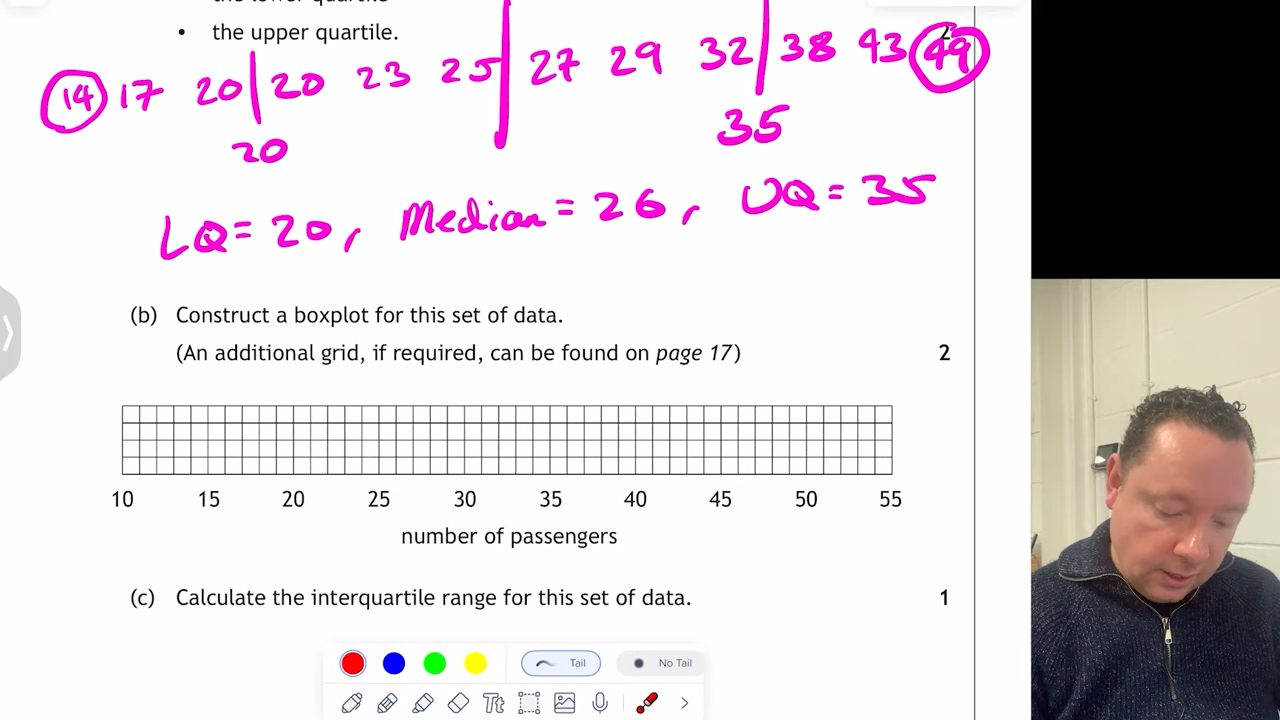 • the upper quartile.
14 17 20 20 23 25 27 29 32 38 43 49
20 35
LQ = 20, Median = 26, UQ = 35
(b) Construct a boxplot for this set of data.
(An additional grid, if required, can be found on page 17) 2
10 15 20 25 30 35 40 45 50 55
number of passengers
(c) Calculate the interquartile range for this set of data. 1
Tail No Tail
Tt